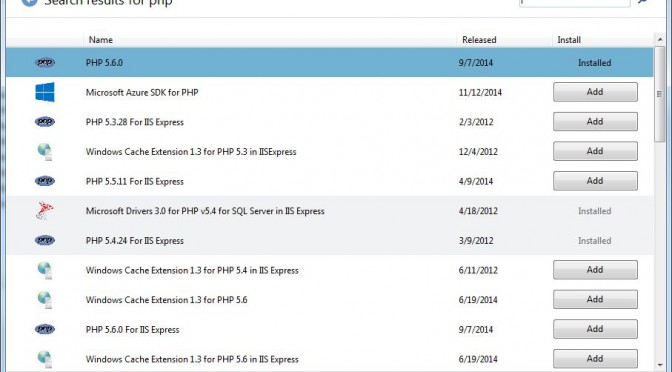 Search results for php
Name Released Install
php PHP 5.6.0 9/7/2014 Installed
Microsoft Azure SDK for PHP 11/12/2014 Add
php PHP 5.3.28 For IIS Express 2/3/2012 Add
Windows Cache Extension 1.3 for PHP 5.3 in IISExpress 12/4/2012 Add
php PHP 5.5.11 For IIS Express 4/9/2014 Add
Microsoft Drivers 3.0 for PHP v5.4 for SQL Server in IIS Express 4/18/2012 Installed
php PHP 5.4.24 For IIS Express 3/9/2012 Installed
Windows Cache Extension 1.3 for PHP 5.4 in IIS Express 6/11/2012 Add
Windows Cache Extension 1.3 for PHP 5.6 6/19/2014 Add
php PHP 5.6.0 For IIS Express 9/7/2014 Add
Windows Cache Extension 1.3 for PHP 5.6 in IIS Express 6/19/2014 Add